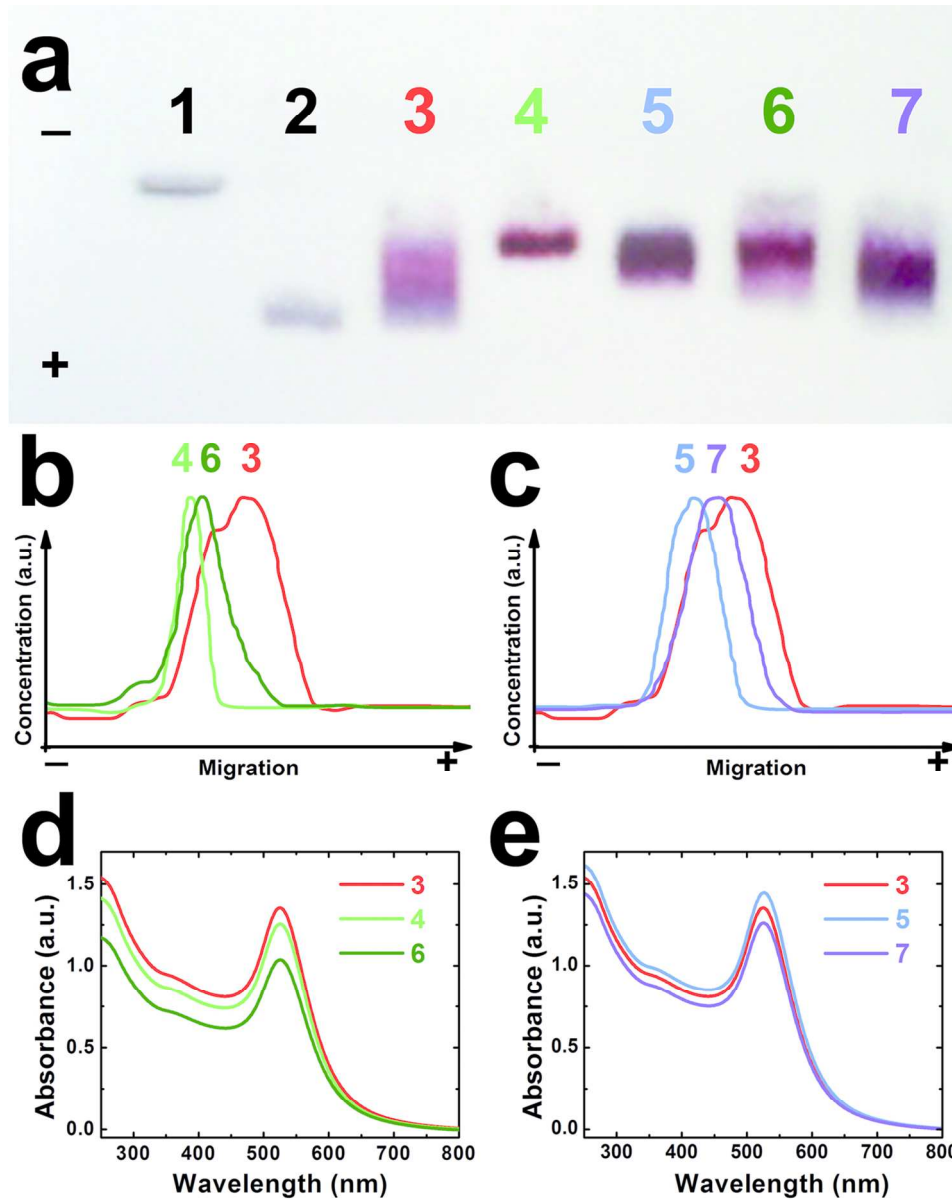 a
1 2 3 4 5 6 7
–
+
b
4 6 3
Concentration (a.u.)
– Migration +
c
5 7 3
Concentration (a.u.)
– Migration +
d
3
4
6
1.5
1.0
0.5
0.0
Absorbance (a.u.)
300 400 500 600 700 800
Wavelength (nm)
e
3
5
7
1.5
1.0
0.5
0.0
Absorbance (a.u.)
300 400 500 600 700 800
Wavelength (nm)